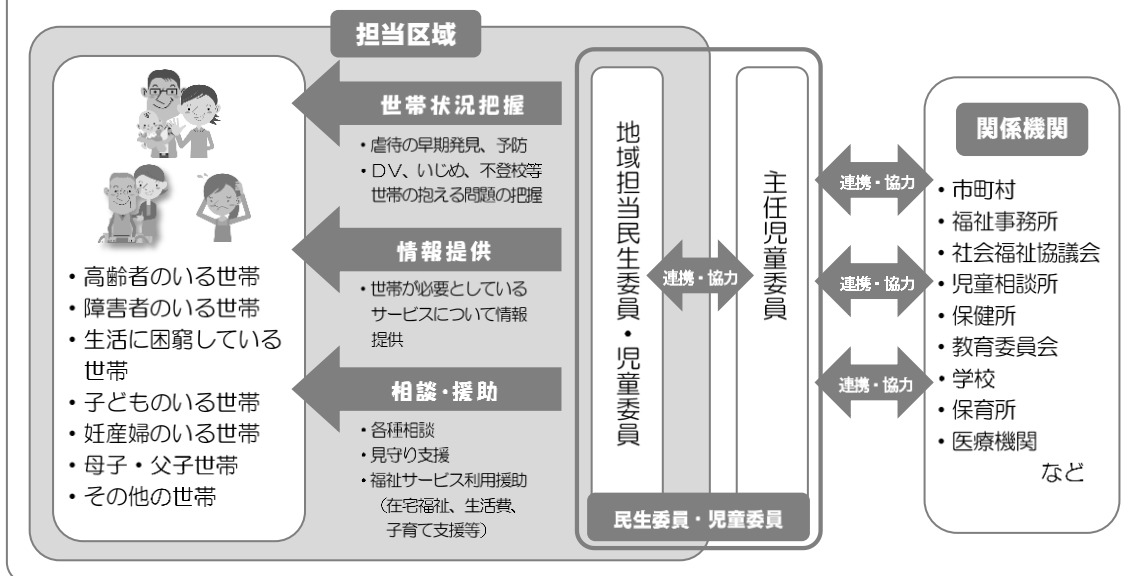 担当区域
・高齢者のいる世帯
・障害者のいる世帯
・生活に困窮している
世帯
・子どものいる世帯
・妊産婦のいる世帯
・母子・父子世帯
・その他の世帯
世帯状況把握
・虐待の早期発見、予防
・ＤＶ、いじめ、不登校等
世帯の抱える問題の把握
情報提供
・世帯が必要としている
サービスについて情報
提供
相談・援助
・各種相談
・見守り支援
・福祉サービス利用援助
（在宅福祉、生活費、
子育て支援等）
地域担当民生委員・児童委員
連携・協力
主任児童委員
民生委員・児童委員
連携・協力
連携・協力
連携・協力
関係機関
・市町村
・福祉事務所
・社会福祉協議会
・児童相談所
・保健所
・教育委員会
・学校
・保育所
・医療機関
など